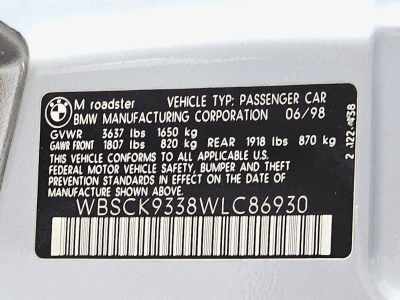 BMW
M roadster VEHICLE TYP: PASSENGER CAR
BMW MANUFACTURING CORPORATION 06/98
GVWR 3637 lbs 1650 kg
GAWR FRONT 1807 lbs 820 kg REAR 1918 lbs 870 kg
THIS VEHICLE CONFORMS TO ALL APPLICABLE U.S.
FEDERAL MOTOR VEHICLE SAFETY, BUMPER, AND
THEFT PREVENTION STANDARDS IN EFFECT ON THE
DATE OF MANUFACTURE SHOWN ABOVE.
WBSCK9338WLC86930